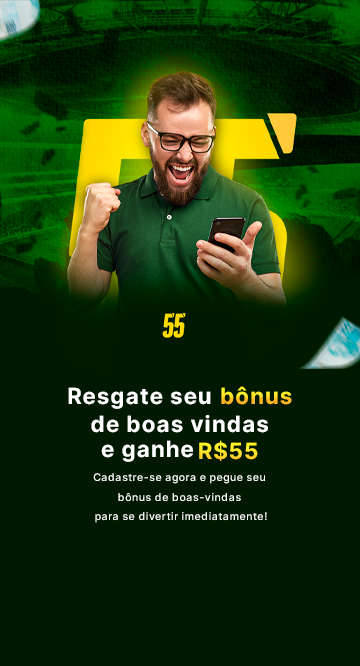 55
Resgate seu bônus
de boas vindas
e ganhe R$55
Cadastre-se agora e pegue seu
bônus de boas-vindas
para se divertir imediatamente!